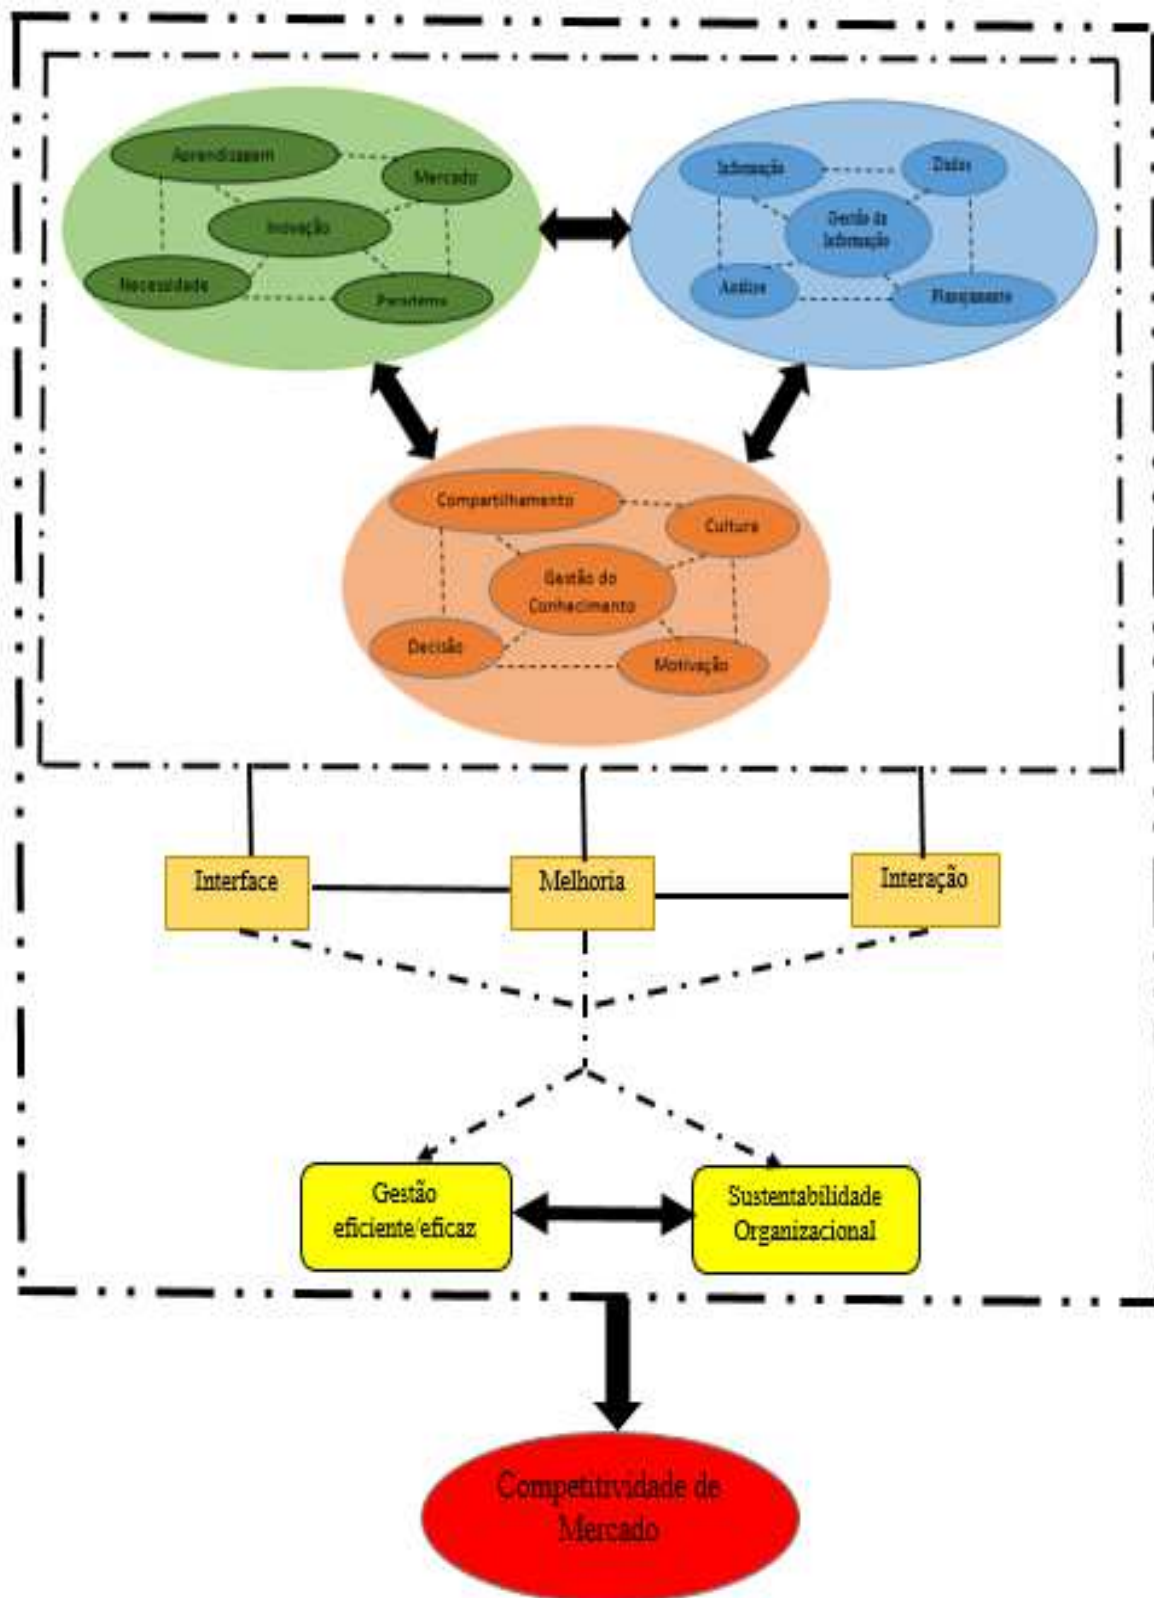 Aprendizagem
Mercado
Inovação
Necessidade
Informação
Dados
Gestão da
Informação
Análise
Planejamento
Compartilhamento
Cultura
Gestão do
Conhecimento
Decisão
Motivação
Interface
Melhoria
Interação
Gestão
eficiente/eficaz
Sustentabilidade
Organizacional
Competitividade de
Mercado